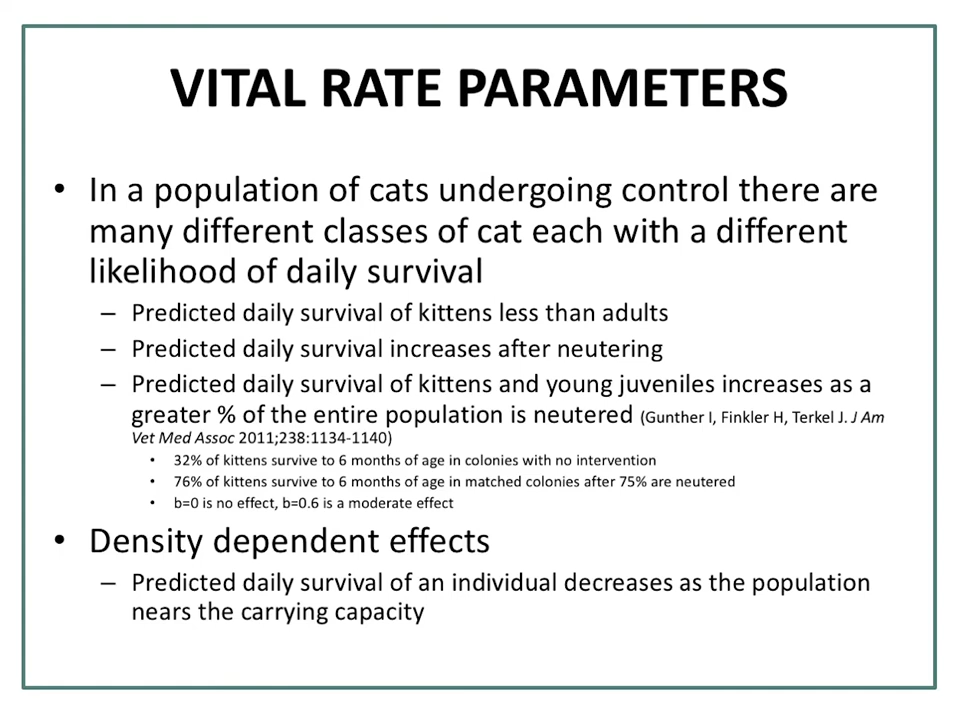 VITAL RATE PARAMETERS
• In a population of cats undergoing control there are
many different classes of cat each with a different
likelihood of daily survival
– Predicted daily survival of kittens less than adults
– Predicted daily survival increases after neutering
– Predicted daily survival of kittens and young juveniles increases as a
greater % of the entire population is neutered (Gunther I, Finkler H, Terkel J. J Am
Vet Med Assoc 2011;238:1134-1140)
• 32% of kittens survive to 6 months of age in colonies with no intervention
• 76% of kittens survive to 6 months of age in matched colonies after 75% are neutered
• b=0 is no effect, b=0.6 is a moderate effect
• Density dependent effects
– Predicted daily survival of an individual decreases as the population
nears the carrying capacity